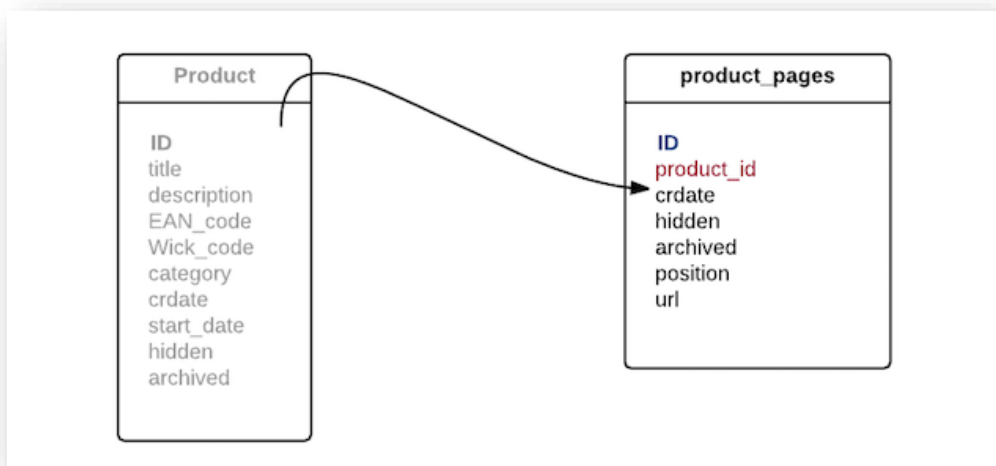 Product
ID
title
description
EAN_code
Wick_code
category
crdate
start_date
hidden
archived
product_pages
ID
product_id
crdate
hidden
archived
position
url